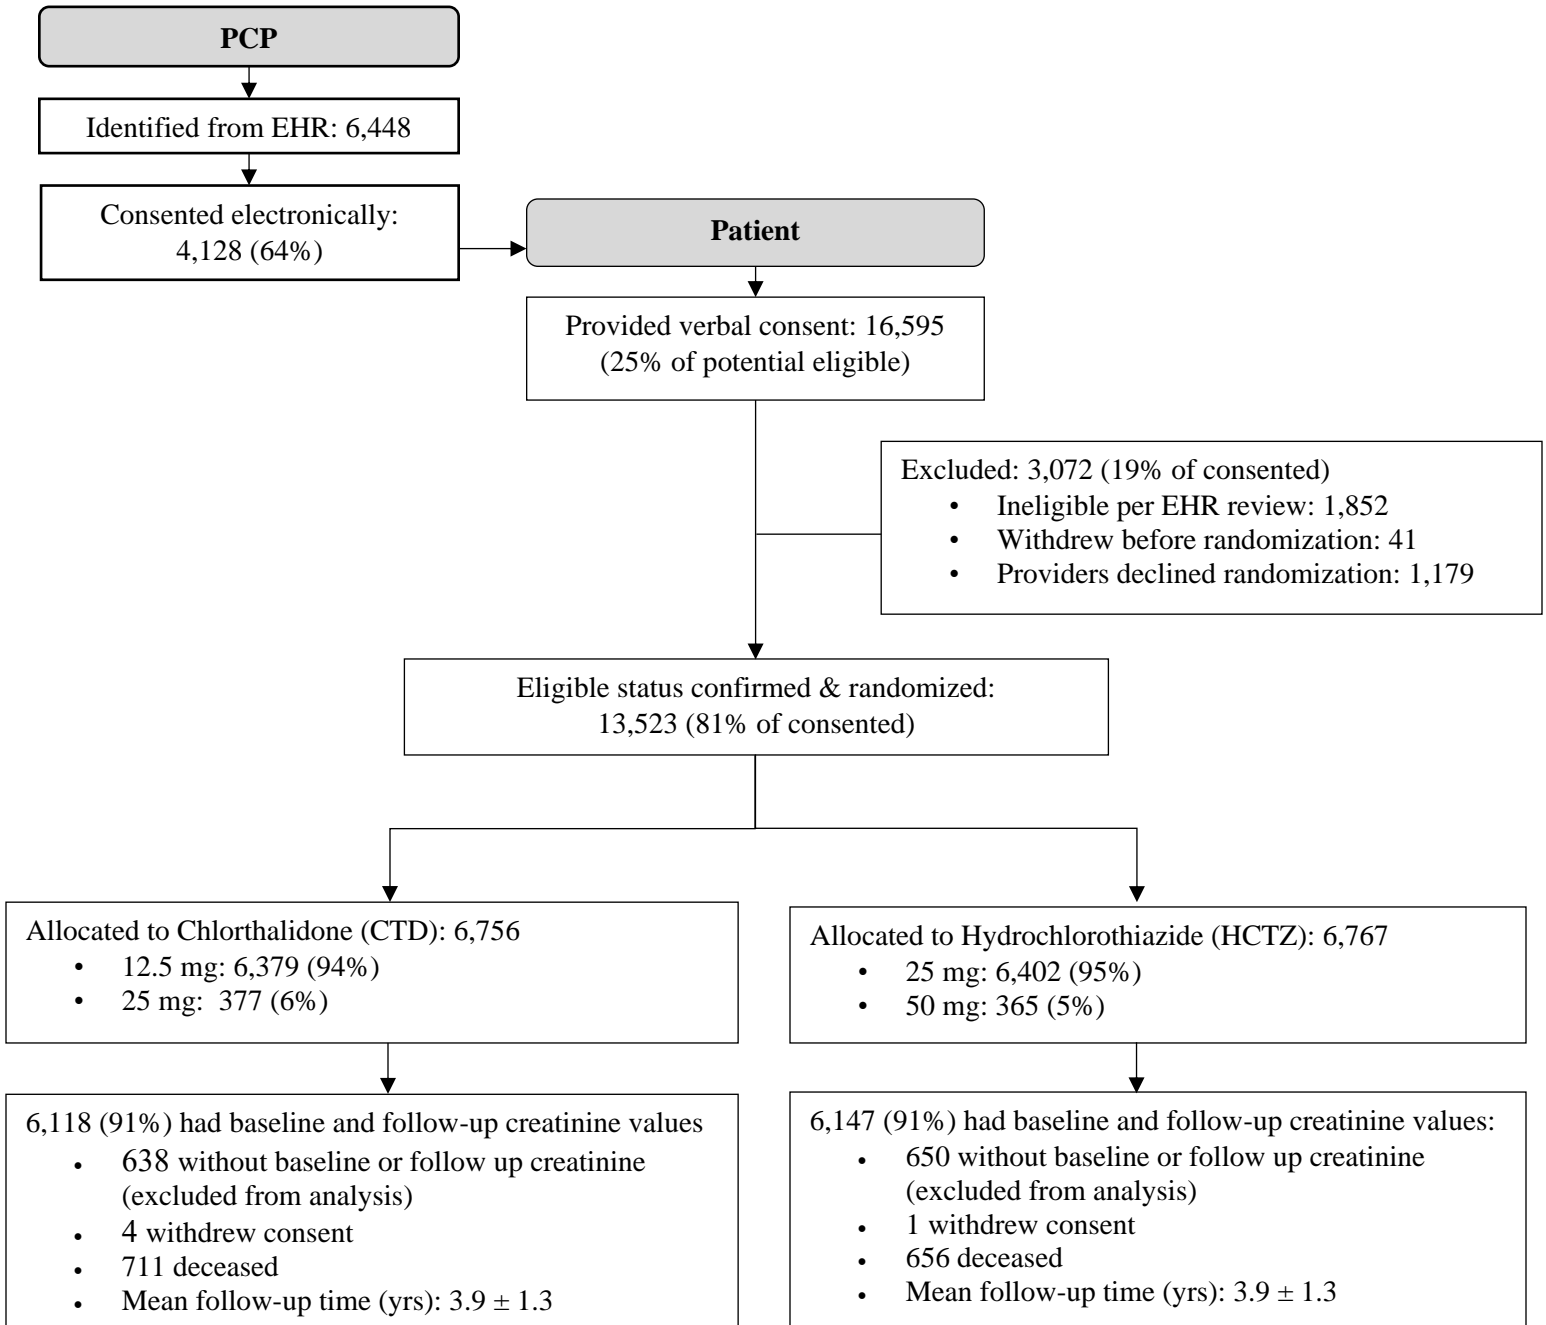 PCP
Identified from EHR: 6,448
Consented electronically:
4,128 (64%)
Patient
Provided verbal consent: 16,595
(25% of potential eligible)
Excluded: 3,072 (19% of consented)
• Ineligible per EHR review: 1,852
• Withdrew before randomization: 41
• Providers declined randomization: 1,179
Eligible status confirmed & randomized:
13,523 (81% of consented)
Allocated to Chlorthalidone (CTD): 6,756
• 12.5 mg: 6,379 (94%)
• 25 mg: 377 (6%)
Allocated to Hydrochlorothiazide (HCTZ): 6,767
• 25 mg: 6,402 (95%)
• 50 mg: 365 (5%)
6,118 (91%) had baseline and follow-up creatinine values
• 638 without baseline or follow up creatinine
(excluded from analysis)
• 4 withdrew consent
• 711 deceased
• Mean follow-up time (yrs): 3.9 ± 1.3
6,147 (91%) had baseline and follow-up creatinine values:
• 650 without baseline or follow up creatinine
(excluded from analysis)
• 1 withdrew consent
• 656 deceased
• Mean follow-up time (yrs): 3.9 ± 1.3